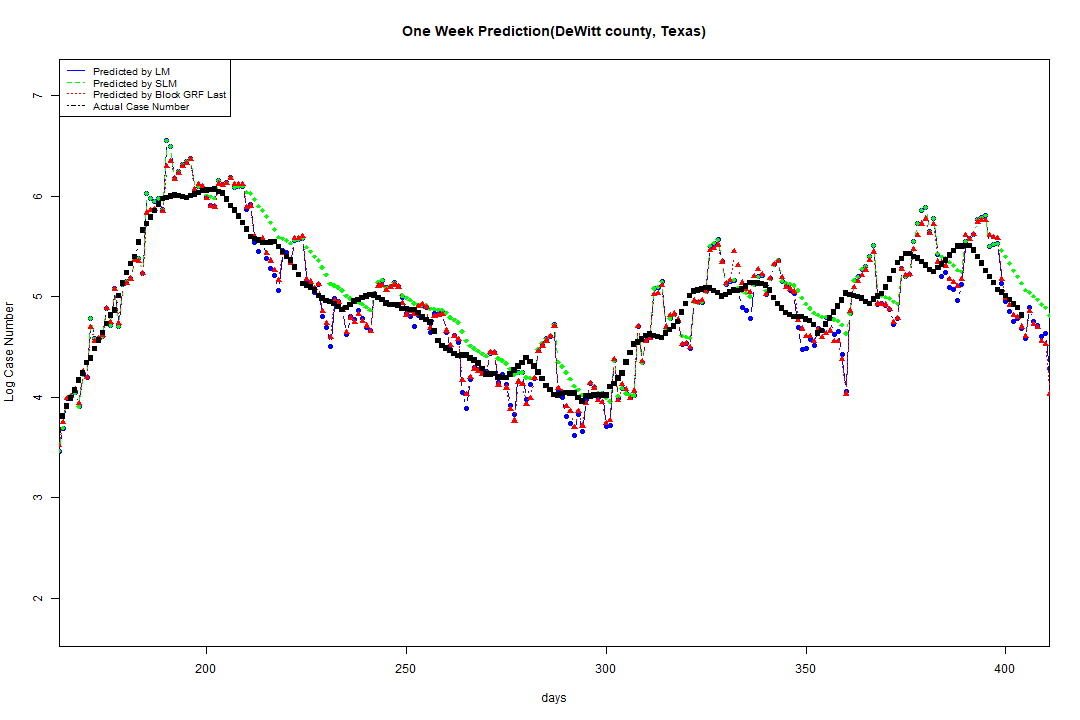 One Week Prediction(DeWitt county, Texas)
Predicted by LM
Predicted by SLM
Predicted by Block GRF Last
Actual Case Number
7
6
5
4
3
2
Log Case Number
200 250 300 350 400
days